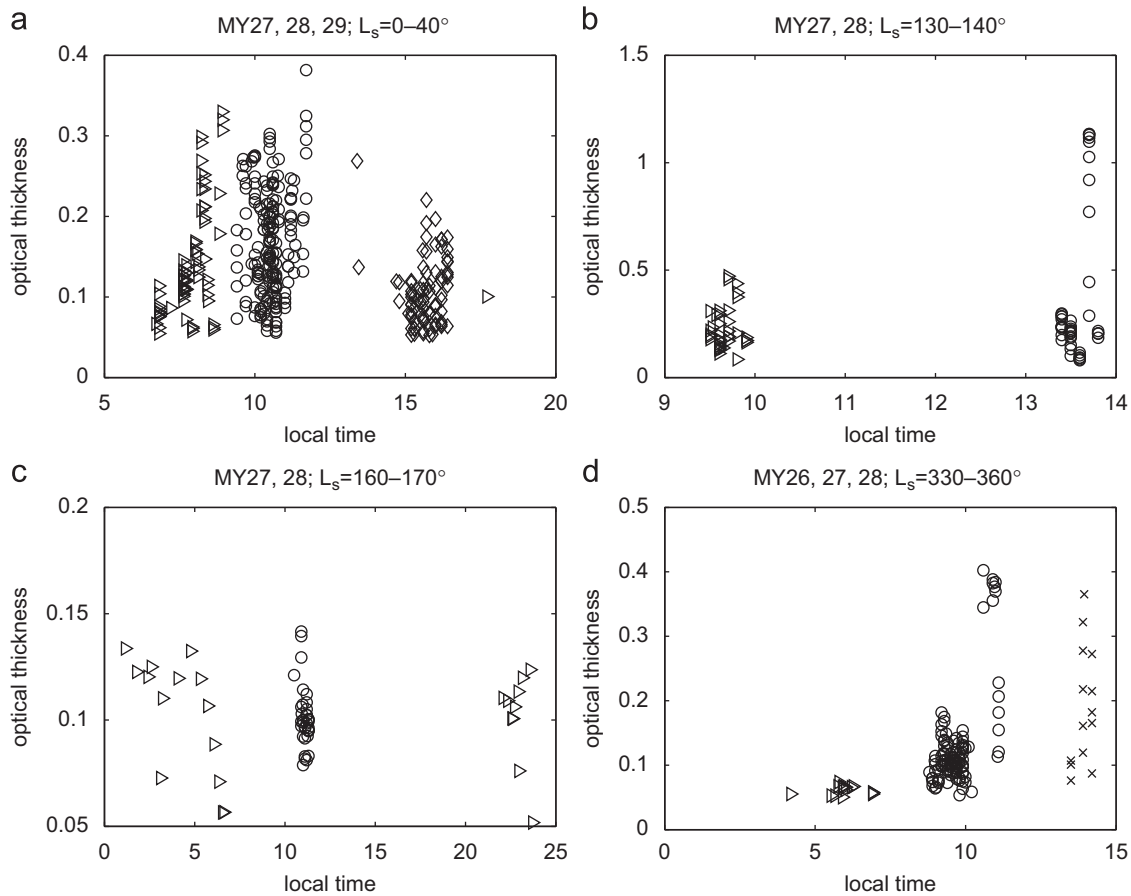 a
MY27, 28, 29; Ls=0–40°
0.4
0.3
0.2
0.1
0
optical thickness
5
10
15
20
local time
b
MY27, 28; Ls=130–140°
1.5
1
0.5
0
optical thickness
9
10
11
12
13
14
local time
c
MY27, 28; Ls=160–170°
0.2
0.15
0.1
0.05
optical thickness
0
5
10
15
20
25
local time
d
MY26, 27, 28; Ls=330–360°
0.5
0.4
0.3
0.2
0.1
0
optical thickness
0
5
10
15
local time